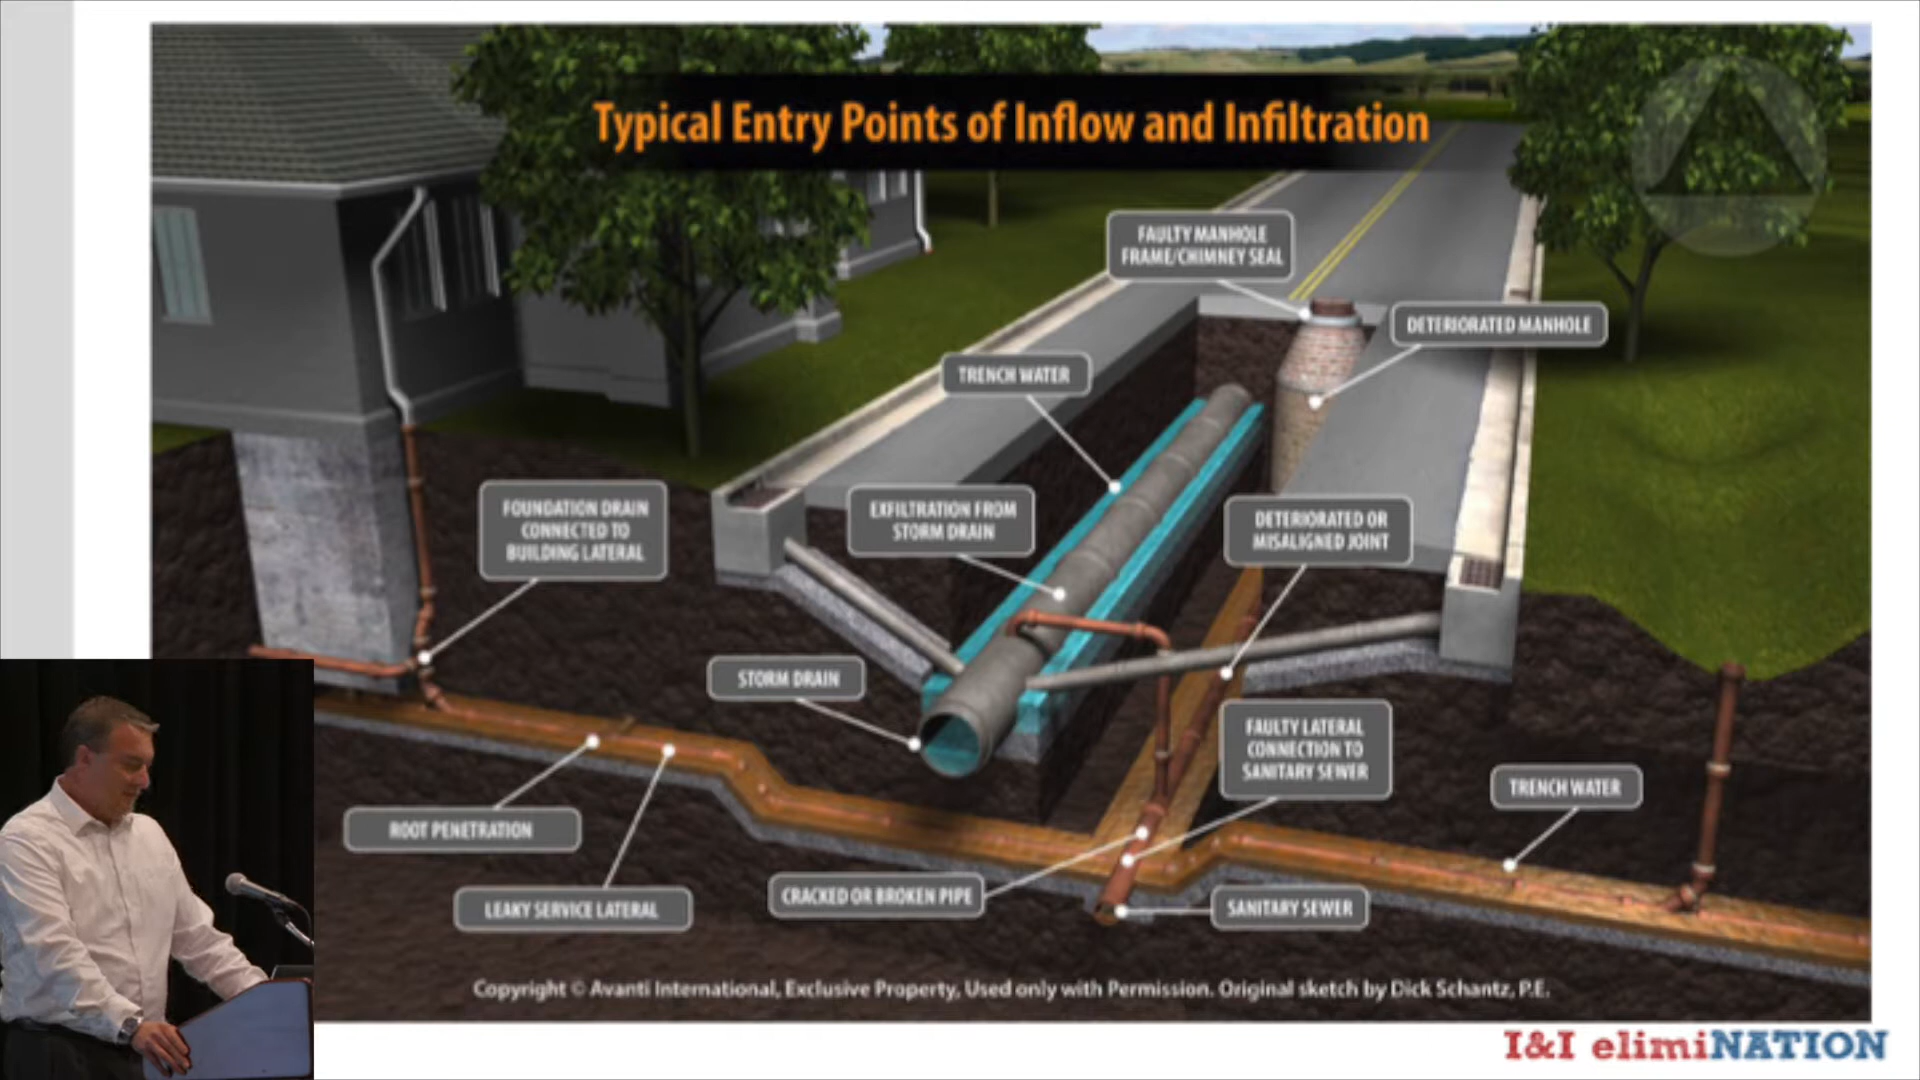 Typical Entry Points of Inflow and Infiltration
FAULTY MANHOLE
FRAME/CHIMNEY SEAL
DETERIORATED MANHOLE
TRENCH WATER
FOUNDATION DRAIN
CONNECTED TO
BUILDING LATERAL
EXFILTRATION FROM
STORM DRAIN
DETERIORATED OR
MISALIGNED JOINT
STORM DRAIN
FAULTY LATERAL
CONNECTION TO
SANITARY SEWER
TRENCH WATER
ROOT PENETRATION
LEAKY SERVICE LATERAL
CRACKED OR BROKEN PIPE
SANITARY SEWER
Copyright © Avanti International, Exclusive Property, Used only with Permission. Original sketch by Dick Schantz, P.E.
I&I elimiNATION